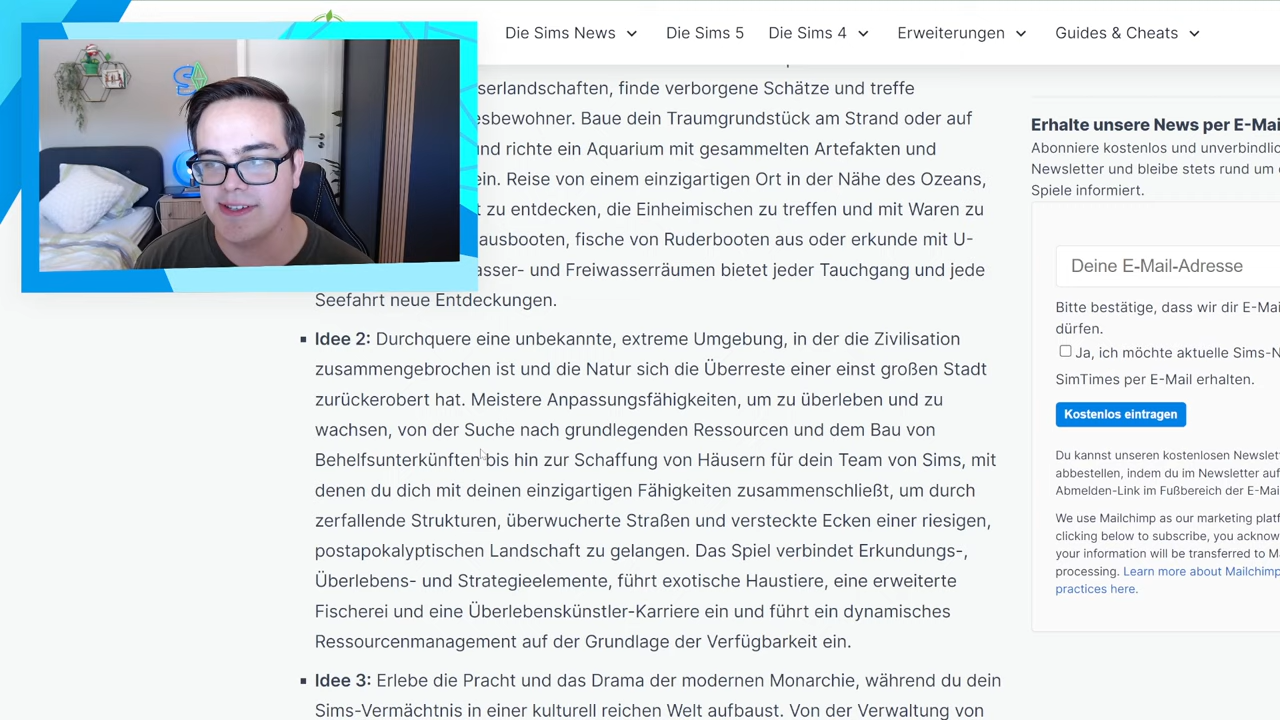 Die Sims News
Die Sims 5
Die Sims 4
Erweiterungen
Guides & Cheats
serlandschaften, finde verborgene Schätze und treffe
esbewohner. Baue dein Traumgrundstück am Strand oder auf
und richte ein Aquarium mit gesammelten Artefakten und
ein. Reise von einem einzigartigen Ort in der Nähe des Ozeans,
t zu entdecken, die Einheimischen zu treffen und mit Waren zu
ausbooten, fische von Ruderbooten aus oder erkunde mit U-
asser- und Freiwasserräumen bietet jeder Tauchgang und jede
Seefahrt neue Entdeckungen.
Idee 2: Durchquere eine unbekannte, extreme Umgebung, in der die Zivilisation
zusammengebrochen ist und die Natur sich die Überreste einer einst großen Stadt
zurückerobert hat. Meistere Anpassungsfähigkeiten, um zu überleben und zu
wachsen, von der Suche nach grundlegenden Ressourcen und dem Bau von
Behelfsunterkünften bis hin zur Schaffung von Häusern für dein Team von Sims, mit
denen du dich mit deinen einzigartigen Fähigkeiten zusammenschließt, um durch
zerfallende Strukturen, überwucherte Straßen und versteckte Ecken einer riesigen,
postapokalyptischen Landschaft zu gelangen. Das Spiel verbindet Erkundungs-,
Überlebens- und Strategieelemente, führt exotische Haustiere, eine erweiterte
Fischerei und eine Überlebenskünstler-Karriere ein und führt ein dynamisches
Ressourcenmanagement auf der Grundlage der Verfügbarkeit ein.
Idee 3: Erlebe die Pracht und das Drama der modernen Monarchie, während du dein
Sims-Vermächtnis in einer kulturell reichen Welt aufbaust. Von der Verwaltung von
Erhalte unsere News per E-Mai
Abonniere kostenlos und unverbindlic
Newsletter und bleibe stets rund um
Spiele informiert.
Deine E-Mail-Adresse
Bitte bestätige, dass wir dir E-Mai
dürfen.
Ja, ich möchte aktuelle Sims-N
SimTimes per E-Mail erhalten.
Kostenlos eintragen
Du kannst unseren kostenlosen Newslet
abbestellen, indem du im Newsletter auf
Abmelden-Link im Fußbereich der E-Mai
We use Mailchimp as our marketing platf
clicking below to subscribe, you acknow
your information will be transferred to Ma
processing. Learn more about Mailchimp
practices here.